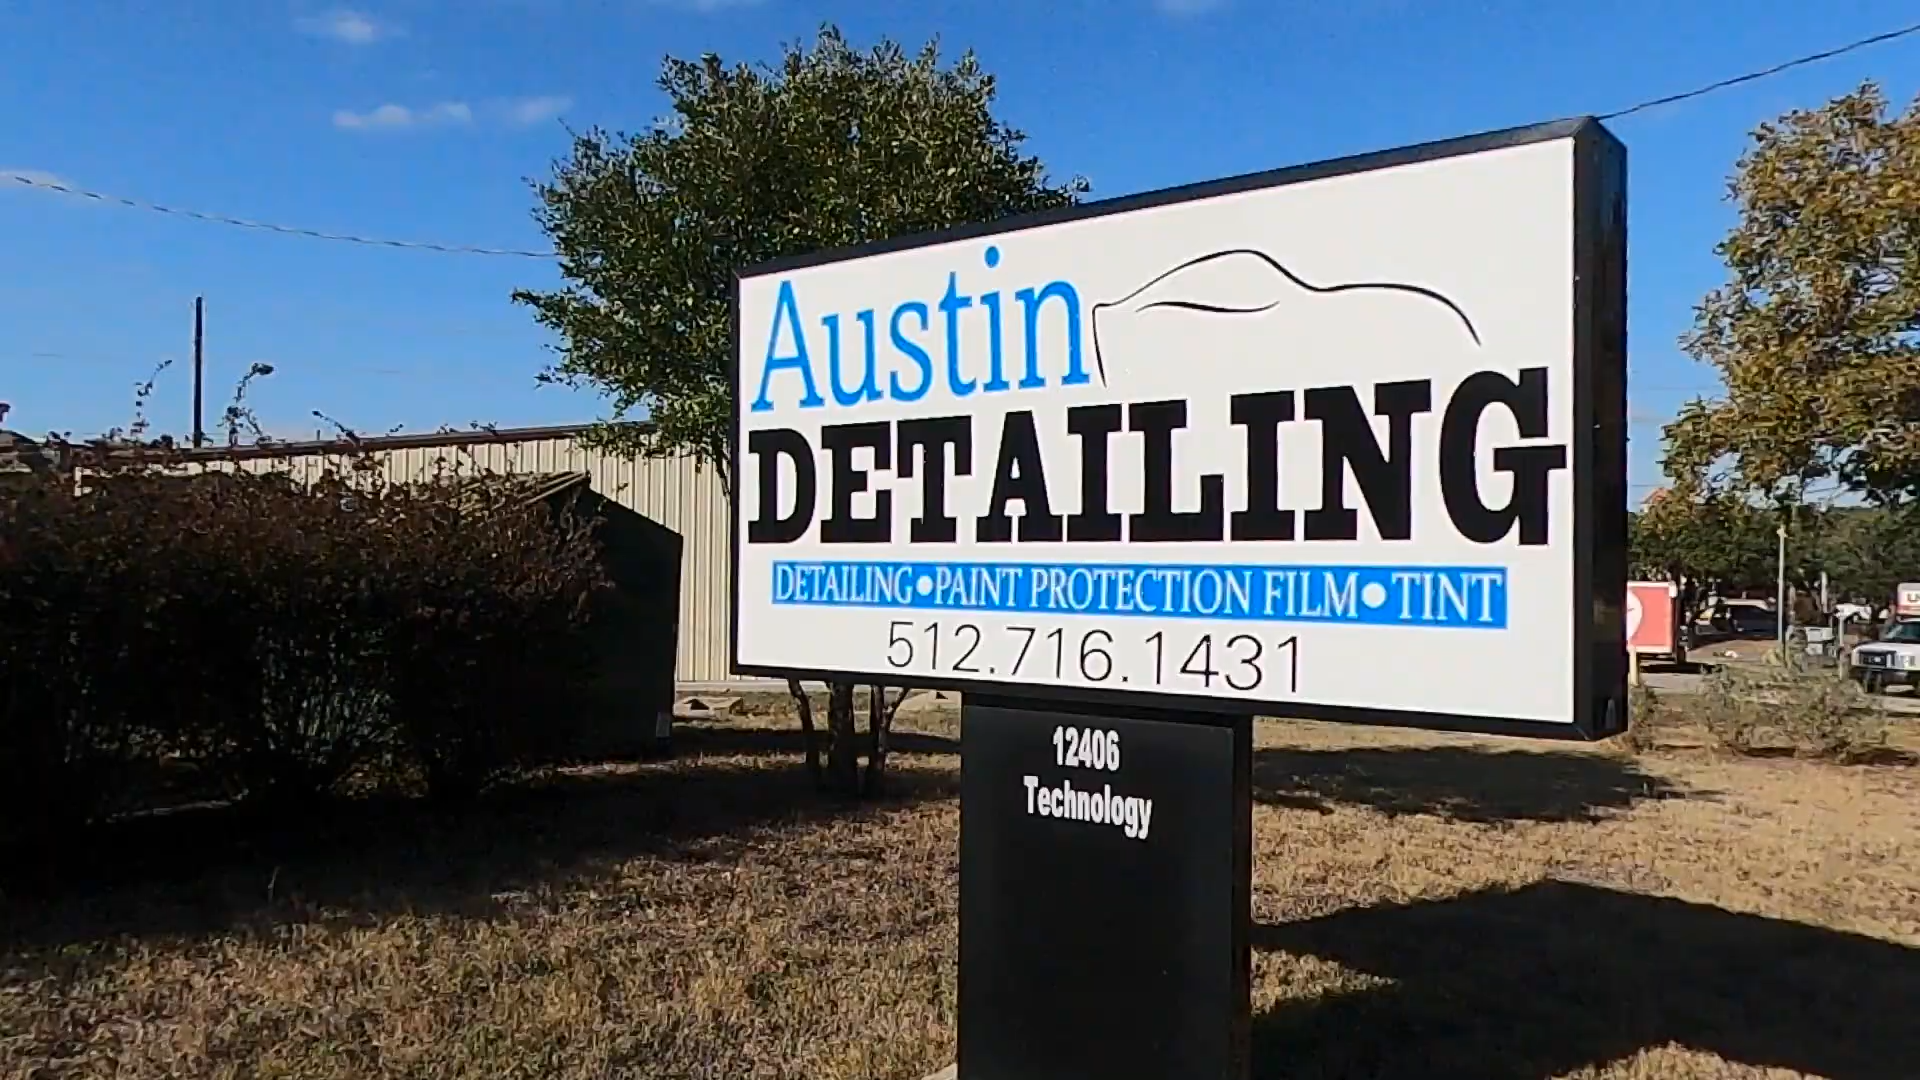 Austin
DETAILING
DETAILING•PAINT PROTECTION FILM•TINT
512.716.1431
12406
Technology